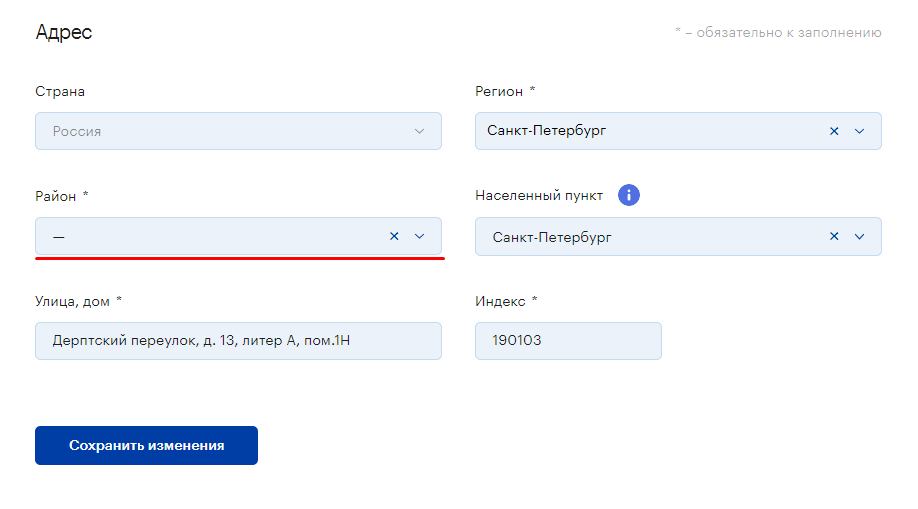 Адрес
* – обязательно к заполнению
Страна
Регион *
Россия
Санкт-Петербург
Район *
Населенный пункт
—
Санкт-Петербург
Улица, дом *
Индекс *
Дерптский переулок, д. 13, литер А, пом.1Н
190103
Сохранить изменения